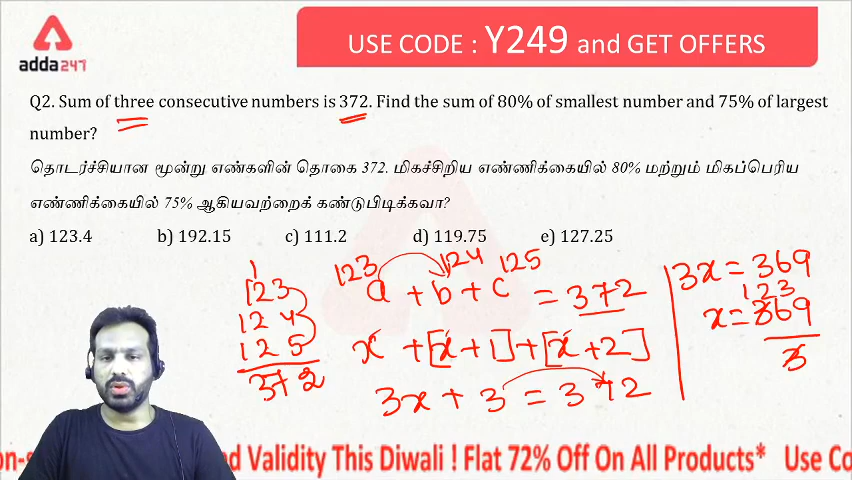 adda247
USE CODE : Y249 and GET OFFERS
Q2. Sum of three consecutive numbers is 372. Find the sum of 80% of smallest number and 75% of largest
number?
தொடர்ச்சியான மூன்று எண்களின் தொகை 372. மிகச்சிறிய எண்ணிக்கையில் 80% மற்றும் மிகப்பெரிய
எண்ணிக்கையில் 75% ஆகியவற்றைக் கண்டுபிடிக்கவா?
a) 123.4 b) 192.15 c) 111.2 d) 119.75 e) 127.25
1
123
124
125
372
123 124 125
a + b + c = 372
x + [x + 1] + [x + 2]
3x + 3 = 372
3x = 369
123
x = 369
3
on- d Validity This Diwali ! Flat 72% Off On All Products* Use Co